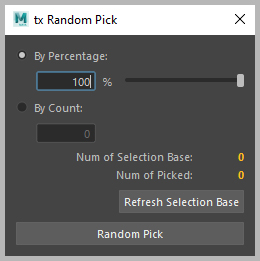 tx Random Pick
By Percentage:
100 %
By Count:
0
Num of Selection Base: 0
Num of Picked: 0
Refresh Selection Base
Random Pick